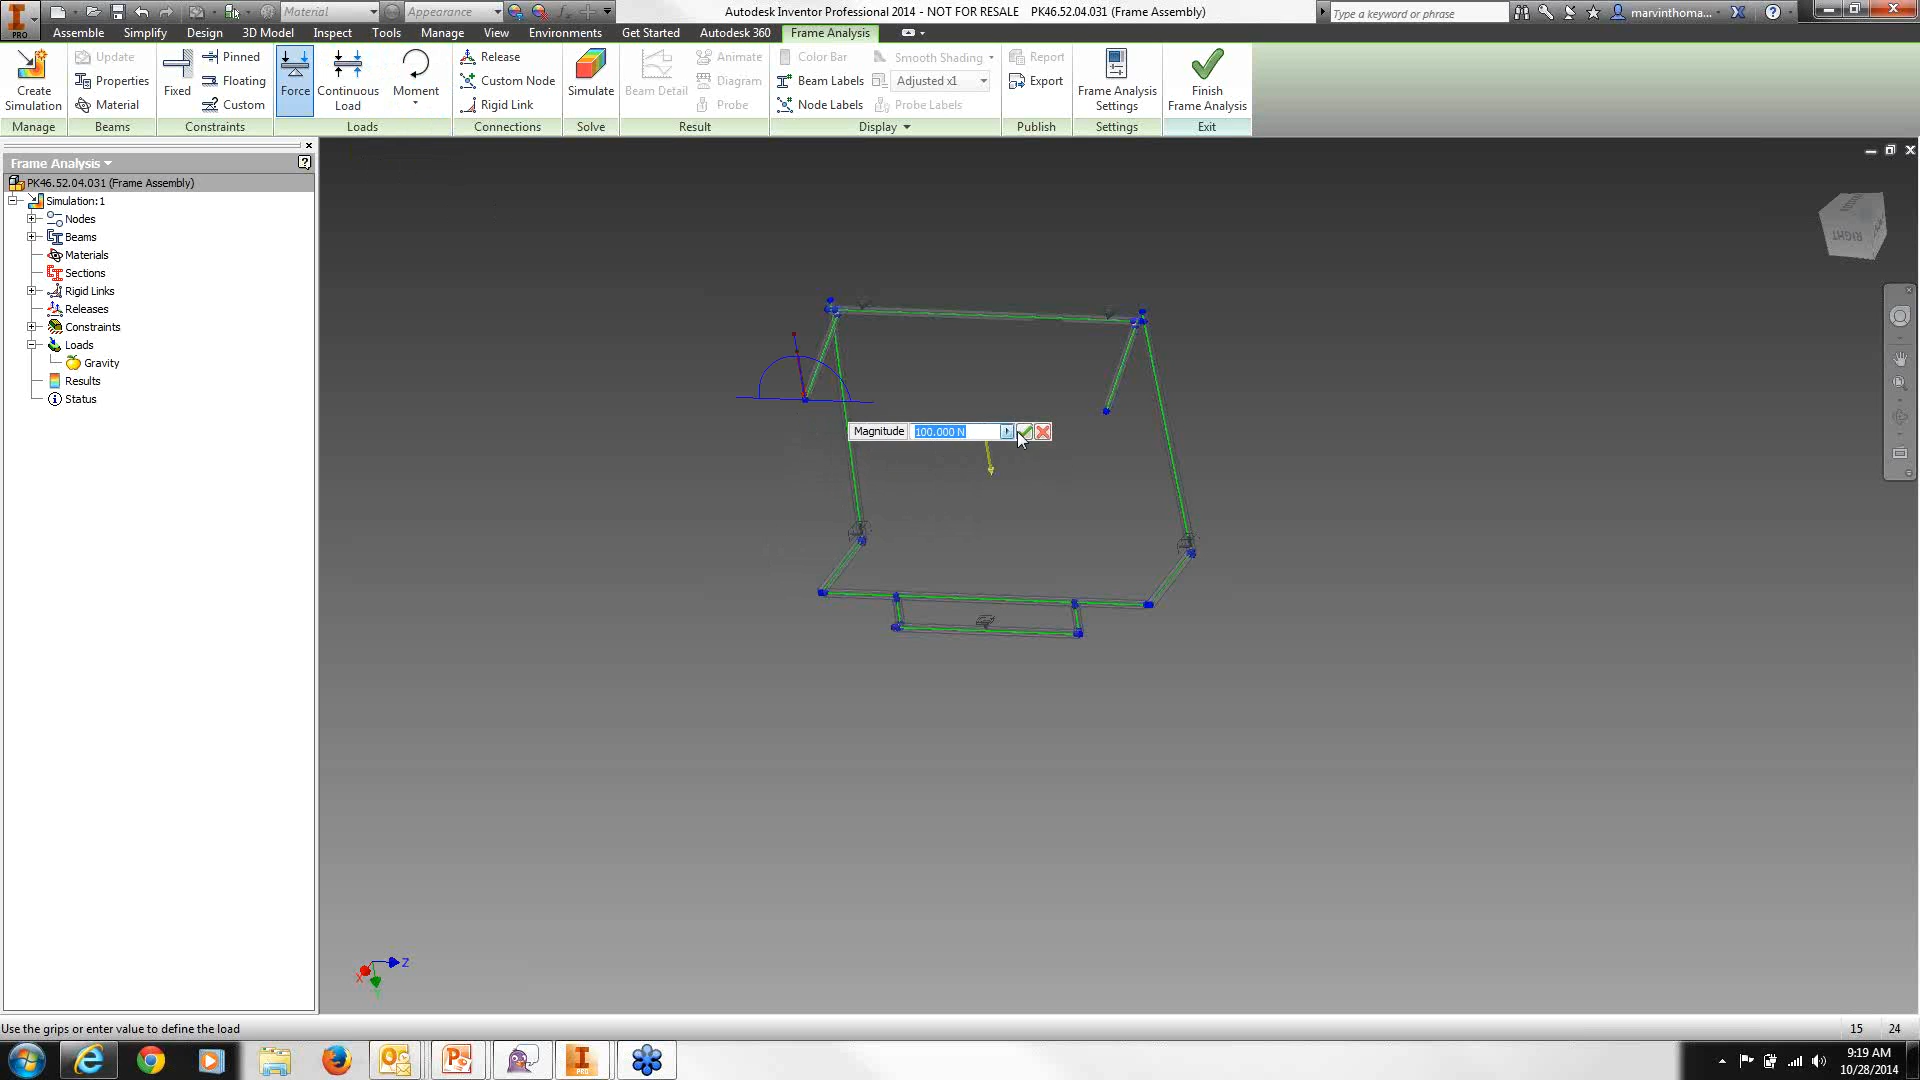 PRO
Material
Appearance
Autodesk Inventor Professional 2014 - NOT FOR RESALE PK46.52.04.031 (Frame Assembly)
Type a keyword or phrase
marvinthoma...
Assemble Simplify Design 3D Model Inspect Tools Manage View Environments Get Started Autodesk 360 Frame Analysis
Create Simulation
Update
Properties
Material
Fixed
Pinned
Floating
Custom
Force
Continuous Load
Moment
Release
Custom Node
Rigid Link
Simulate
Beam Detail
Animate
Diagram
Probe
Color Bar
Beam Labels
Node Labels
Smooth Shading
Adjusted x1
Probe Labels
Report
Export
Frame Analysis Settings
Finish Frame Analysis
Manage Beams Constraints Loads Connections Solve Result Display Publish Settings Exit
Frame Analysis
PK46.52.04.031 (Frame Assembly)
Simulation:1
Nodes
Beams
Materials
Sections
Rigid Links
Releases
Constraints
Loads
Gravity
Results
Status
RIGHT
Magnitude 100.000 N
Z
X
Y
Use the grips or enter value to define the load
15 24
PRO
9:19 AM
10/28/2014